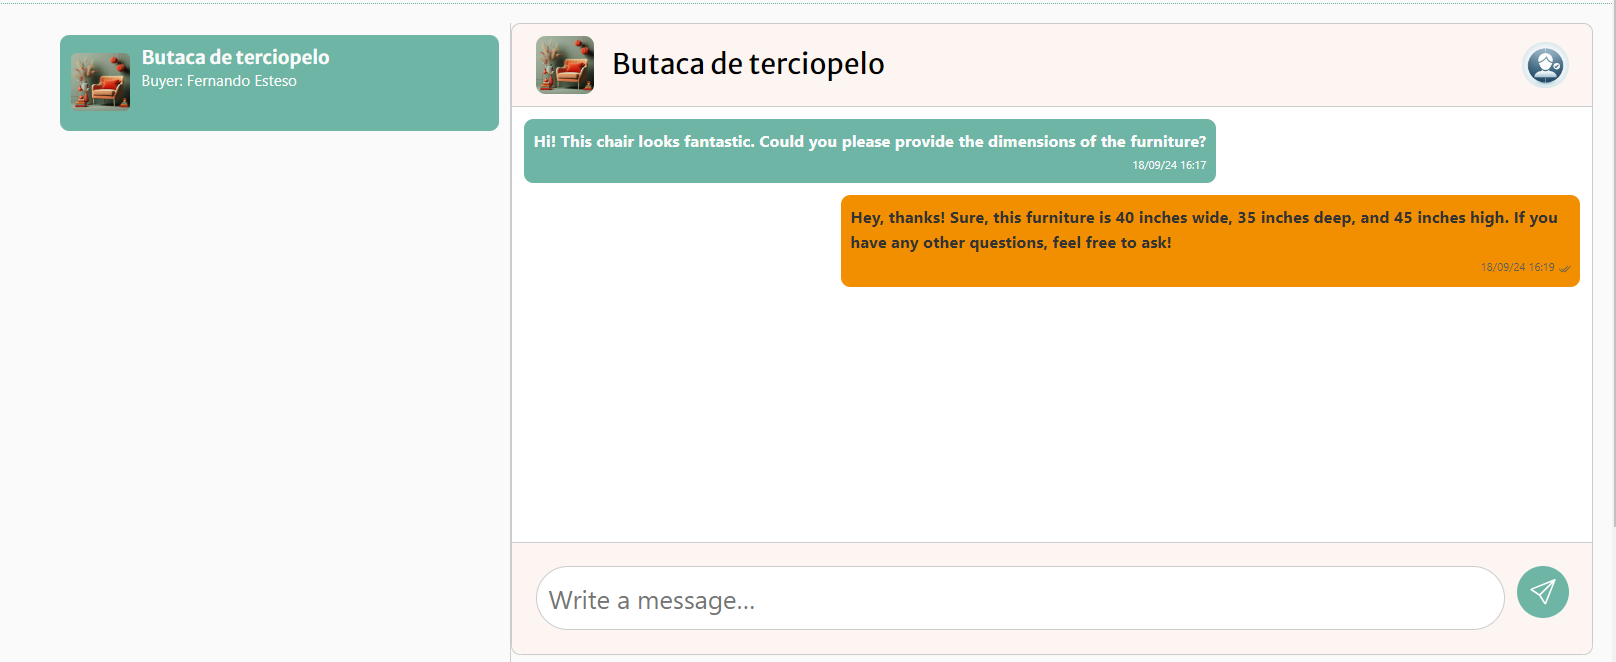 Butaca de terciopelo
Buyer: Fernando Esteso
Butaca de terciopelo
Hi! This chair looks fantastic. Could you please provide the dimensions of the furniture?
18/09/24 16:17
Hey, thanks! Sure, this furniture is 40 inches wide, 35 inches deep, and 45 inches high. If you
have any other questions, feel free to ask!
18/09/24 16:19
Write a message...